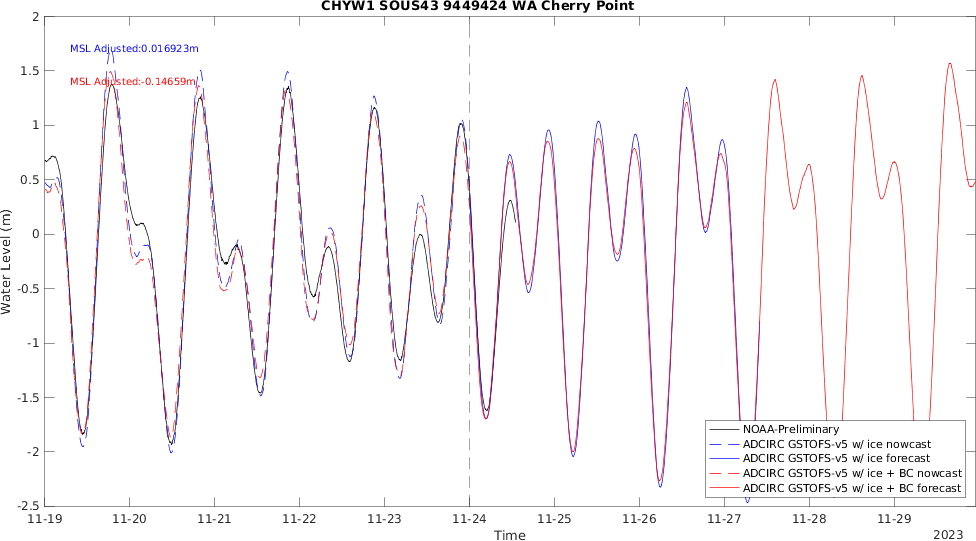 CHYW1 SOUS43 9449424 WA Cherry Point
MSL Adjusted:0.016923m
MSL Adjusted:-0.14659m
Water Level (m)
2
1.5
1
0.5
0
-0.5
-1
-1.5
-2
-2.5
NOAA-Preliminary
ADCIRC GSTOFS-v5 w/ ice nowcast
ADCIRC GSTOFS-v5 w/ ice forecast
ADCIRC GSTOFS-v5 w/ ice + BC nowcast
ADCIRC GSTOFS-v5 w/ ice + BC forecast
11-19 11-20 11-21 11-22 11-23 11-24 11-25 11-26 11-27 11-28 11-29
Time
2023